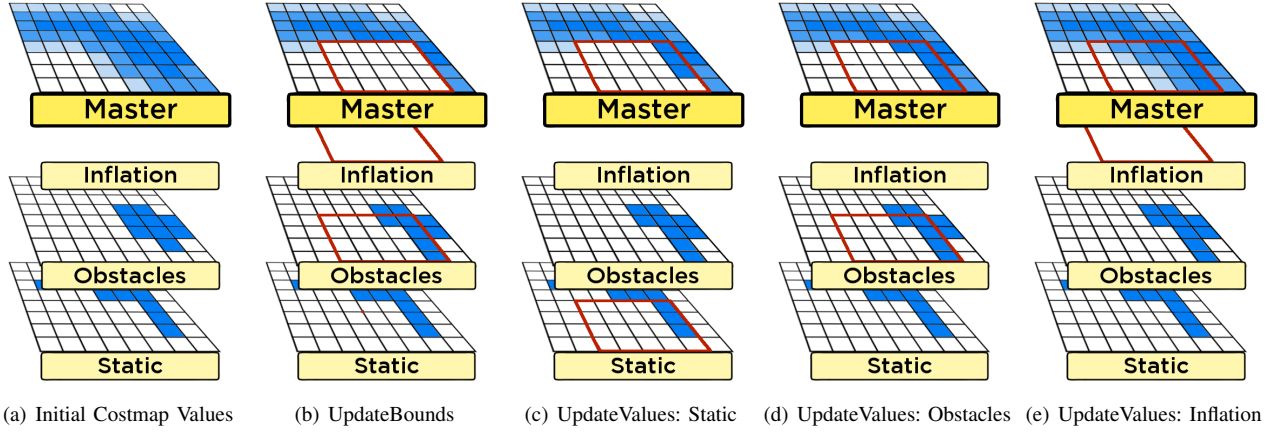 Master Master Master Master Master
Inflation Inflation Inflation Inflation Inflation
Obstacles Obstacles Obstacles Obstacles Obstacles
Static Static Static Static Static
(a) Initial Costmap Values (b) UpdateBounds (c) UpdateValues: Static (d) UpdateValues: Obstacles (e) UpdateValues: Inflation